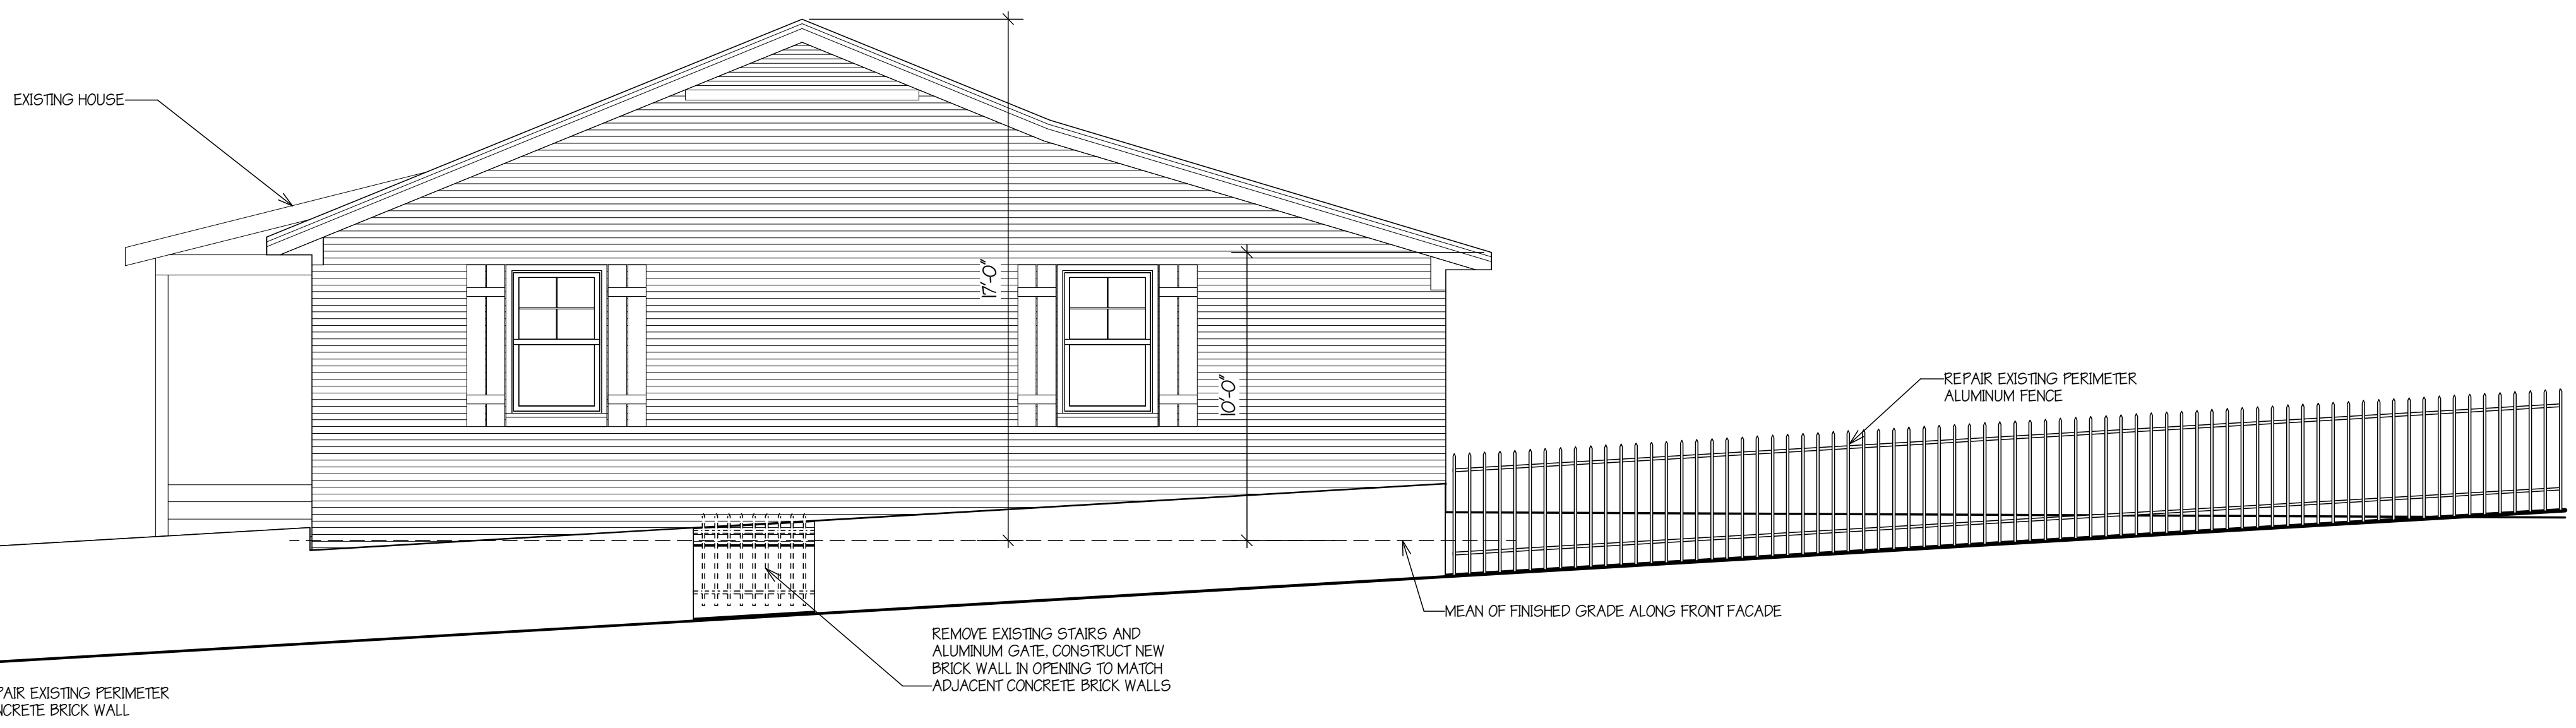 EXISTING HOUSE
17'-0"
10'-0"
REPAIR EXISTING PERIMETER
ALUMINUM FENCE
MEAN OF FINISHED GRADE ALONG FRONT FACADE
REMOVE EXISTING STAIRS AND
ALUMINUM GATE, CONSTRUCT NEW
BRICK WALL IN OPENING TO MATCH
ADJACENT CONCRETE BRICK WALLS
EXISTING PERIMETER
BRICK WALL